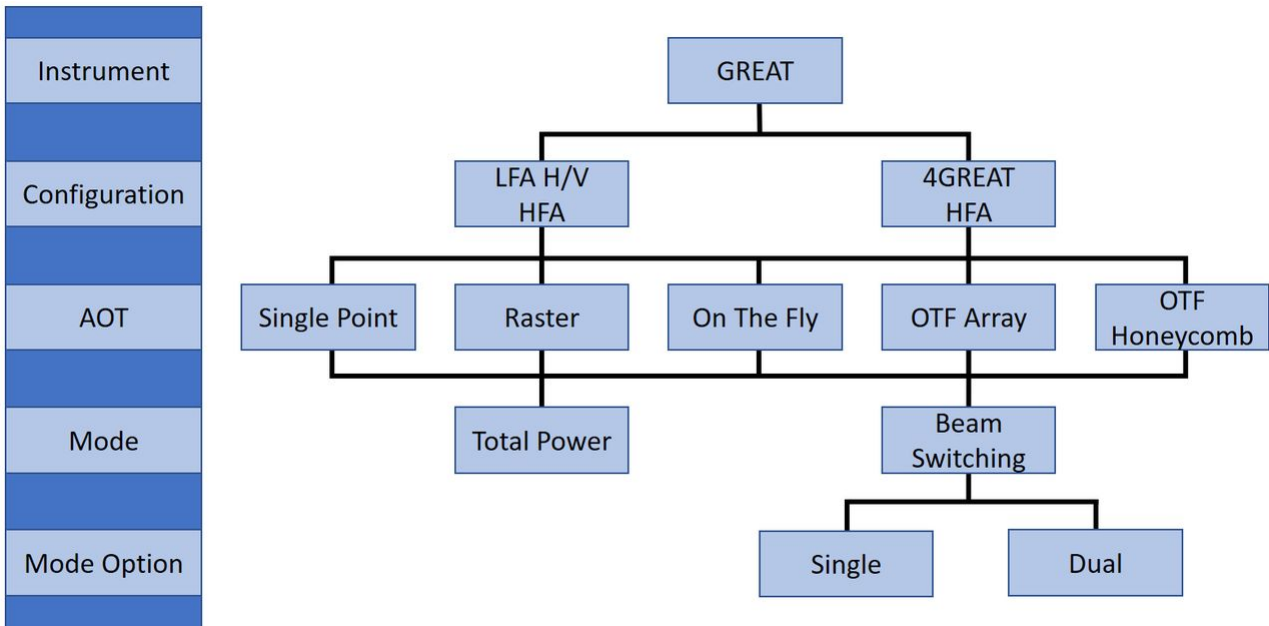 Instrument
GREAT
Configuration
LFA H/V
HFA
4GREAT
HFA
AOT
Single Point
Raster
On The Fly
OTF Array
OTF
Honeycomb
Mode
Total Power
Beam
Switching
Mode Option
Single
Dual